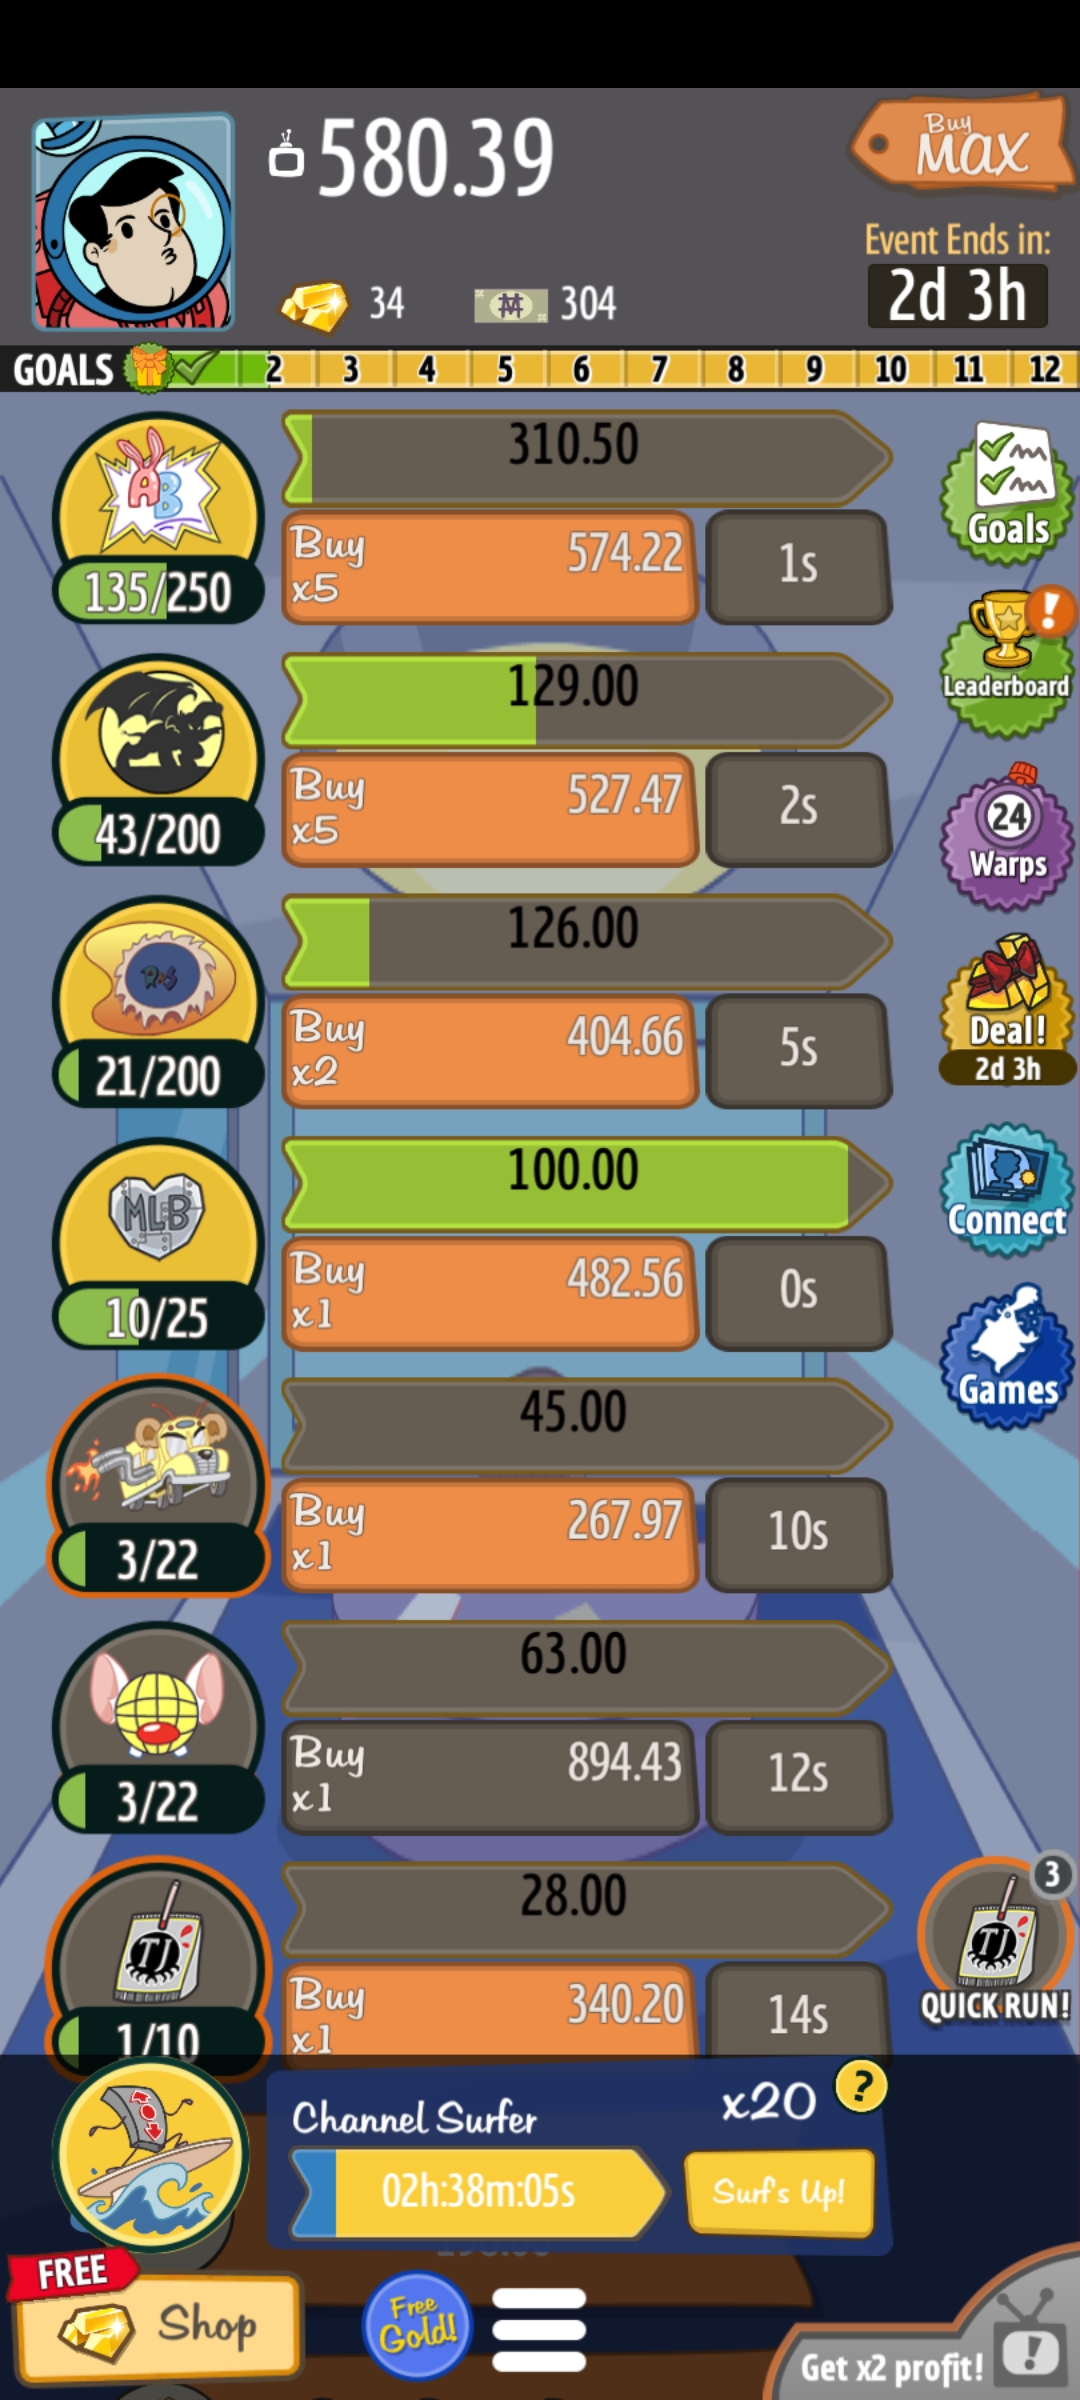 580.39
Buy
MAX
Event Ends in:
2d 3h
34
304
GOALS 2 3 4 5 6 7 8 9 10 11 12
AB
310.50
135/250
Buy
x5
574.22
1s
Goals
129.00
43/200
Buy
x5
527.47
2s
!
Leaderboard
126.00
21/200
Buy
x2
404.66
5s
24
Warps
MLB
100.00
10/25
Buy
x1
482.56
0s
Deal!
2d 3h
45.00
3/22
Buy
x1
267.97
10s
Connect
63.00
3/22
Buy
x1
894.43
12s
Games
TJ
28.00
1/10
Buy
x1
340.20
14s
3
TJ
QUICK RUN!
Channel Surfer
x20
?
02h:38m:05s
Surf's Up!
FREE
Shop
Free
Gold!
Get x2 profit!
!